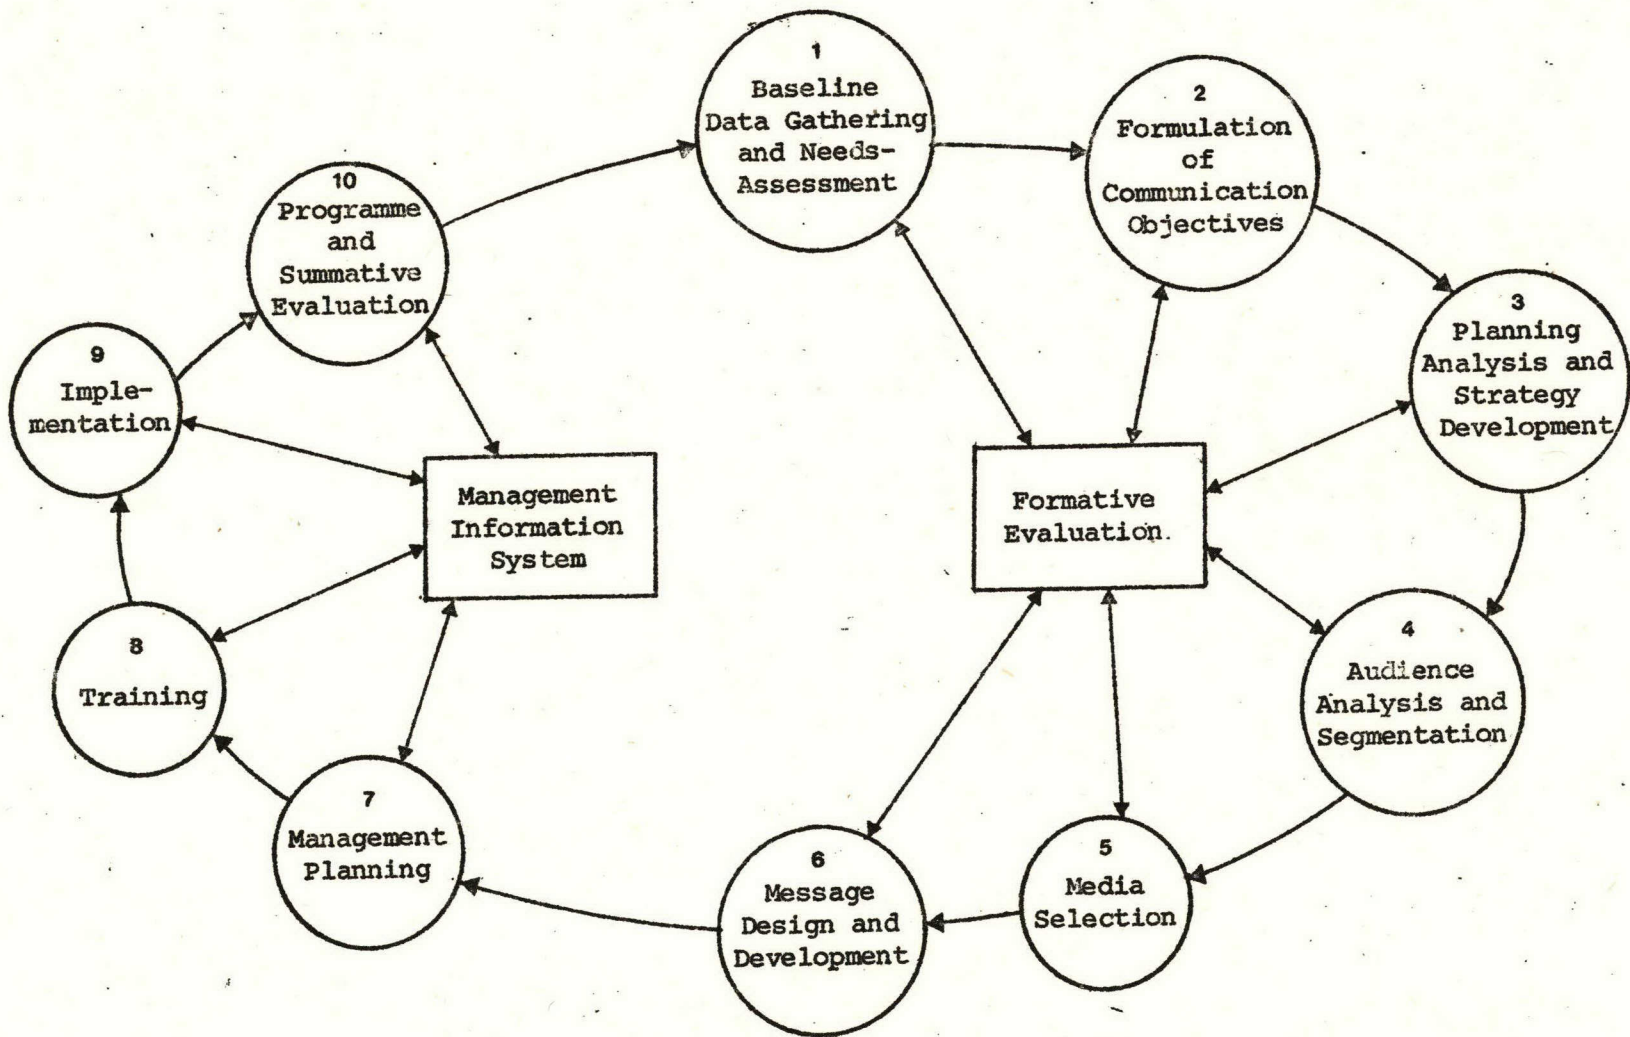 1
Baseline
Data Gathering
and Needs-
Assessment
2
Formulation
of
Communication
Objectives
3
Planning
Analysis and
Strategy
Development
4
Audience
Analysis and
Segmentation
5
Media
Selection
6
Message
Design and
Development
7
Management
Planning
8
Training
9
Imple-
mentation
10
Programme
and
Summative
Evaluation
Management
Information
System
Formative
Evaluation.